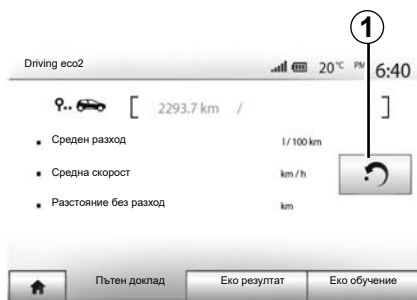 1
Driving eco2 20°C PM 6:40
[ 2293.7 km / ]
Среден разход l/100 km
Средна скорост km/h
Разстояние без разход km
Пътен доклад Еко резултат Еко обучение